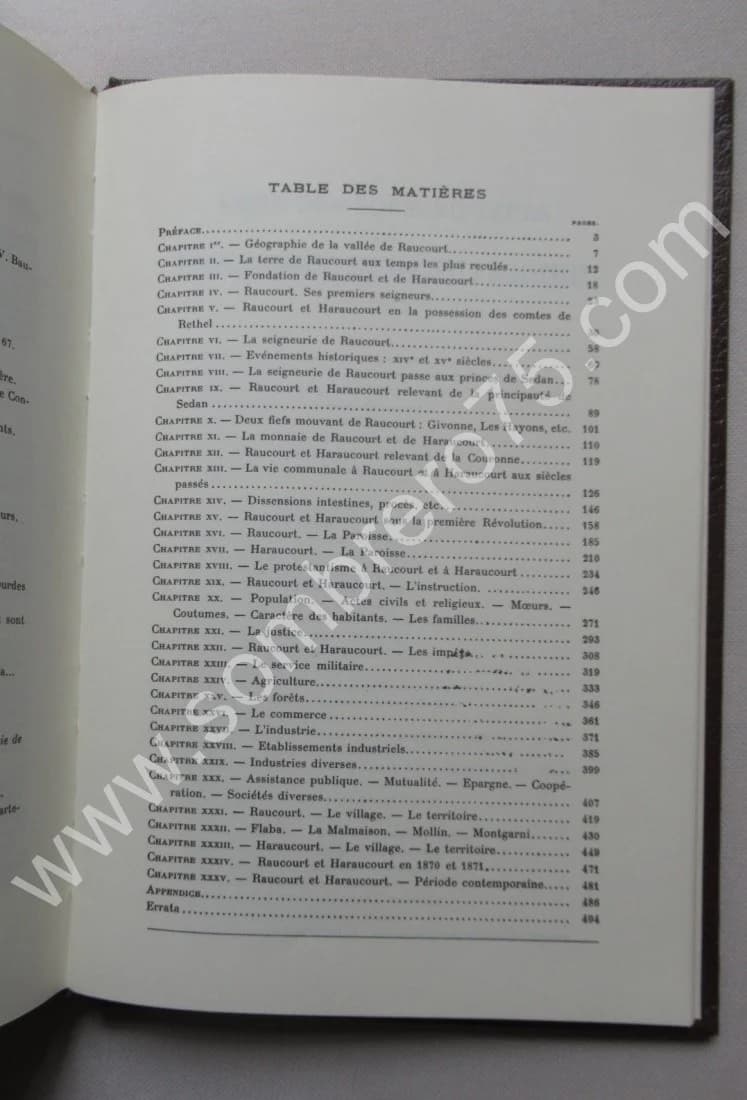 V. Bau-
67.
ère.
e Con-
nts.
urs.
ourdes
sont
a...
ie de
arte-
TABLE DES MATIÈRES
PAGES.
PRÉFACE 3
CHAPITRE Ier. — Géographie de la vallée de Raucourt 7
CHAPITRE II. — La terre de Raucourt aux temps les plus reculés 12
CHAPITRE III. — Fondation de Raucourt et de Haraucourt 18
CHAPITRE IV. — Raucourt. Ses premiers seigneurs
CHAPITRE V. — Raucourt et Haraucourt en la possession des comtes de
Rethel
CHAPITRE VI. — La seigneurie de Raucourt 58
CHAPITRE VII. — Evénements historiques : XIVe et XVe siècles
CHAPITRE VIII. — La seigneurie de Raucourt passe aux princes de Sedan 78
CHAPITRE IX. — Raucourt et Haraucourt relevant de la principauté de
Sedan 89
CHAPITRE X. — Deux fiefs mouvant de Raucourt : Givonne, Les Hayons, etc. 101
CHAPITRE XI. — La monnaie de Raucourt et de Haraucourt 110
CHAPITRE XII. — Raucourt et Haraucourt relevant de la Couronne 119
CHAPITRE XIII. — La vie communale à Raucourt et à Haraucourt aux siècles
passés 126
CHAPITRE XIV. — Dissensions intestines, procès, etc. 146
CHAPITRE XV. — Raucourt et Haraucourt sous la première Révolution 158
CHAPITRE XVI. — Raucourt. — La Paroisse 185
CHAPITRE XVII. — Haraucourt. — La Paroisse 210
CHAPITRE XVIII. — Le protestantisme à Raucourt et à Haraucourt 234
CHAPITRE XIX. — Raucourt et Haraucourt. — L'instruction. 246
CHAPITRE XX. — Population. — Actes civils et religieux. — Mœurs. —
Coutumes. — Caractère des habitants. — Les familles 271
CHAPITRE XXI. — La justice 293
CHAPITRE XXII. — Raucourt et Haraucourt. — Les impôts 308
CHAPITRE XXIII. — Le service militaire 319
CHAPITRE XXIV. — Agriculture 333
CHAPITRE XXV. — Les forêts 346
CHAPITRE XXVI. — Le commerce 361
CHAPITRE XXVII. — L'industrie 371
CHAPITRE XXVIII. — Etablissements industriels 385
CHAPITRE XXIX. — Industries diverses 399
CHAPITRE XXX. — Assistance publique. — Mutualité. — Epargne. — Coopé-
ration. — Sociétés diverses 407
CHAPITRE XXXI. — Raucourt. — Le village. — Le territoire 419
CHAPITRE XXXII. — Flaba. — La Malmaison. — Mollin. — Montgarni 430
CHAPITRE XXXIII. — Haraucourt. — Le village. — Le territoire 449
CHAPITRE XXXIV. — Raucourt et Haraucourt en 1870 et 1871 471
CHAPITRE XXXV. — Raucourt et Haraucourt. — Période contemporaine 481
APPENDICE 486
Errata 494
www.sombrero75.com